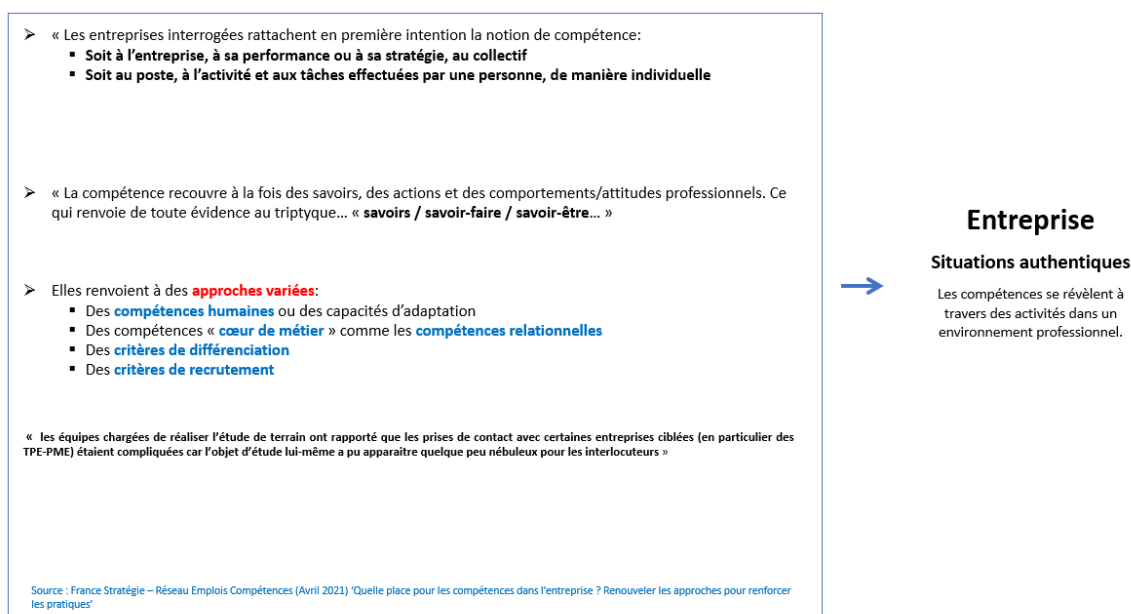 ➢ « Les entreprises interrogées rattachent en première intention la notion de compétence:
▪ Soit à l’entreprise, à sa performance ou à sa stratégie, au collectif
▪ Soit au poste, à l’activité et aux tâches effectuées par une personne, de manière individuelle
➢ « La compétence recouvre à la fois des savoirs, des actions et des comportements/attitudes professionnels. Ce
qui renvoie de toute évidence au triptyque… « savoirs / savoir-faire / savoir-être… »
➢ Elles renvoient à des approches variées:
▪ Des compétences humaines ou des capacités d’adaptation
▪ Des compétences « cœur de métier » comme les compétences relationnelles
▪ Des critères de différenciation
▪ Des critères de recrutement
« les équipes chargées de réaliser l’étude de terrain ont rapporté que les prises de contact avec certaines entreprises ciblées (en particulier des
TPE-PME) étaient compliquées car l’objet d’étude lui-même a pu apparaitre quelque peu nébuleux pour les interlocuteurs »
Source : France Stratégie – Réseau Emplois Compétences (Avril 2021) ‘Quelle place pour les compétences dans l’entreprise ? Renouveler les approches pour renforcer
les pratiques’
Entreprise
Situations authentiques
Les compétences se révèlent à
travers des activités dans un
environnement professionnel.